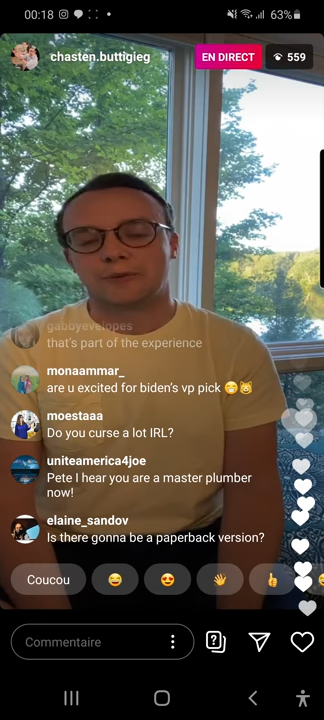 00:18
63%
chasten.buttigieg
EN DIRECT
559
gabbyevelopes
that's part of the experience
monaammar_
are u excited for biden's vp pick 😁😸
moestaaa
Do you curse a lot IRL?
uniteamerica4joe
Pete I hear you are a master plumber
now!
elaine_sandov
Is there gonna be a paperback version?
Coucou 😂 😍 👋 👍
Commentaire